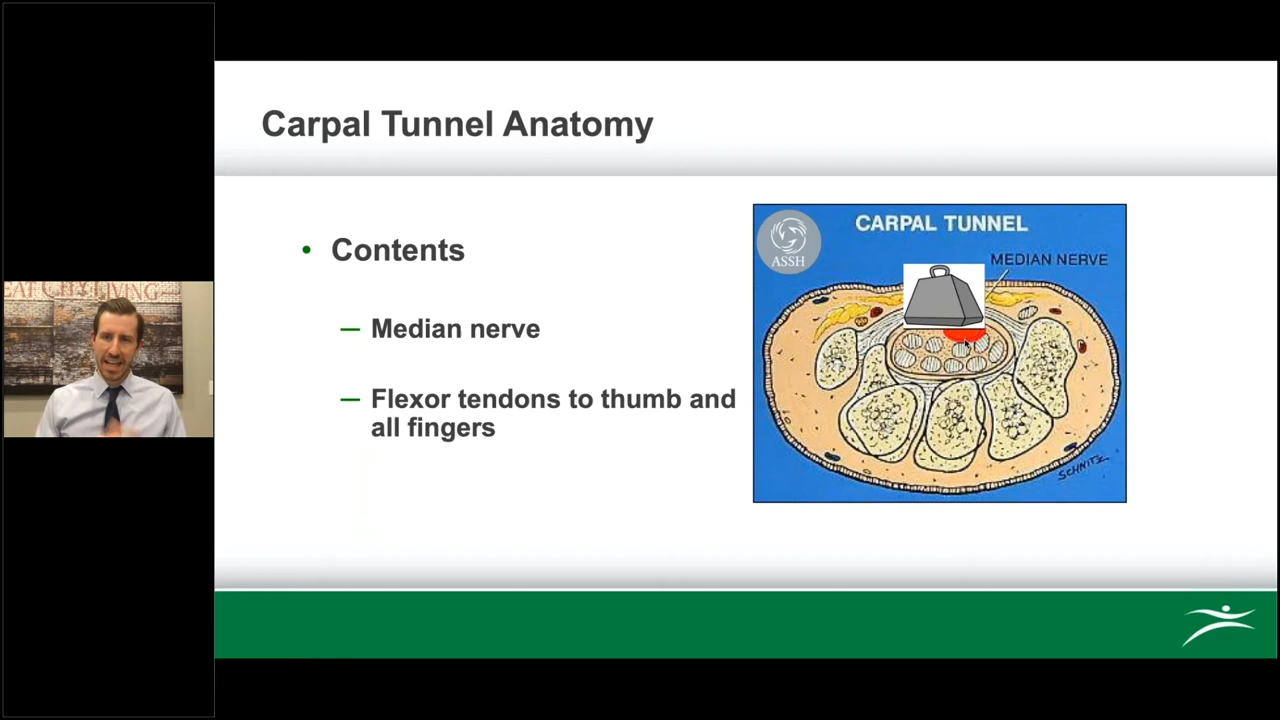 Carpal Tunnel Anatomy
• Contents
— Median nerve
— Flexor tendons to thumb and
all fingers
ASSH
CARPAL TUNNEL
MEDIAN NERVE
SCHNITZ
LIVING